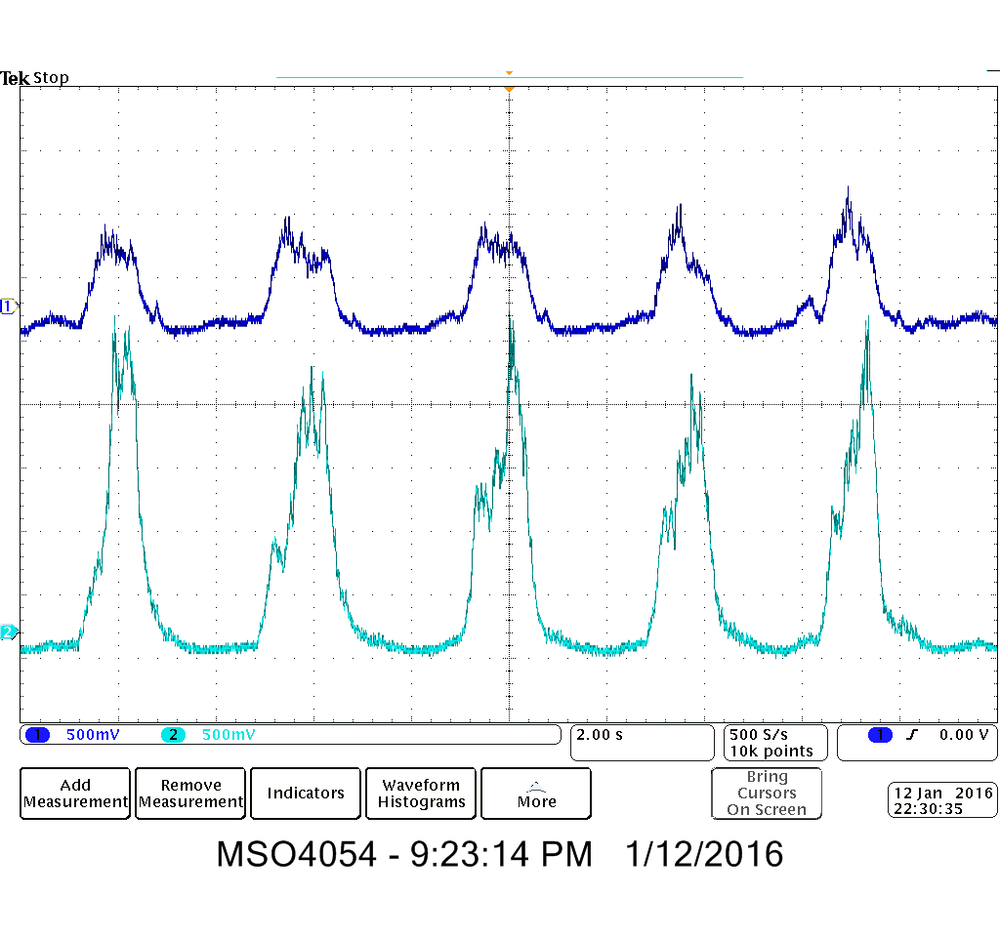 Tek Stop
1
2
1 500mV 2 500mV
2.00 s
500 S/s
10k points
1 0.00 V
Add
Measurement
Remove
Measurement
Indicators
Waveform
Histograms
More
Bring
Cursors
On Screen
12 Jan 2016
22:30:35
MSO4054 - 9:23:14 PM 1/12/2016